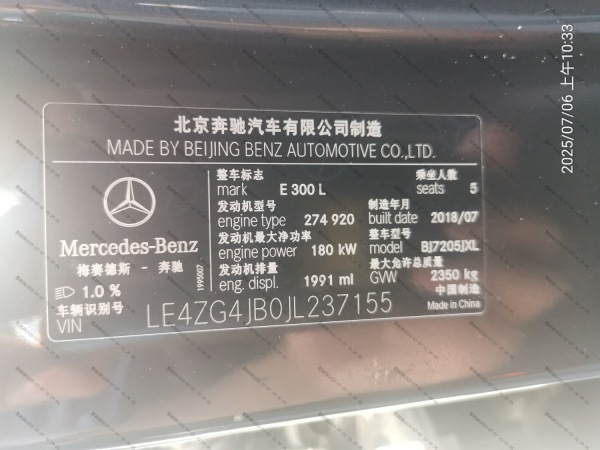 北京奔驰汽车有限公司制造
MADE BY BEIJING BENZ AUTOMOTIVE CO.,LTD.
Mercedes-Benz
梅赛德斯 - 奔驰
1.0 %
1995007
整车标志
mark E 300 L
乘坐人数
seats 5
发动机型号
engine type 274 920
制造年月
built date 2018/07
发动机最大净功率
engine power 180 kW
整车型号
model BJ7205JXL
发动机排量
eng. displ. 1991 ml
最大允许总质量
GVW 2350 kg
中国制造
Made in China
车辆识别号
VIN LE4ZG4JB0JL237155
2025/07/06 上午10:33